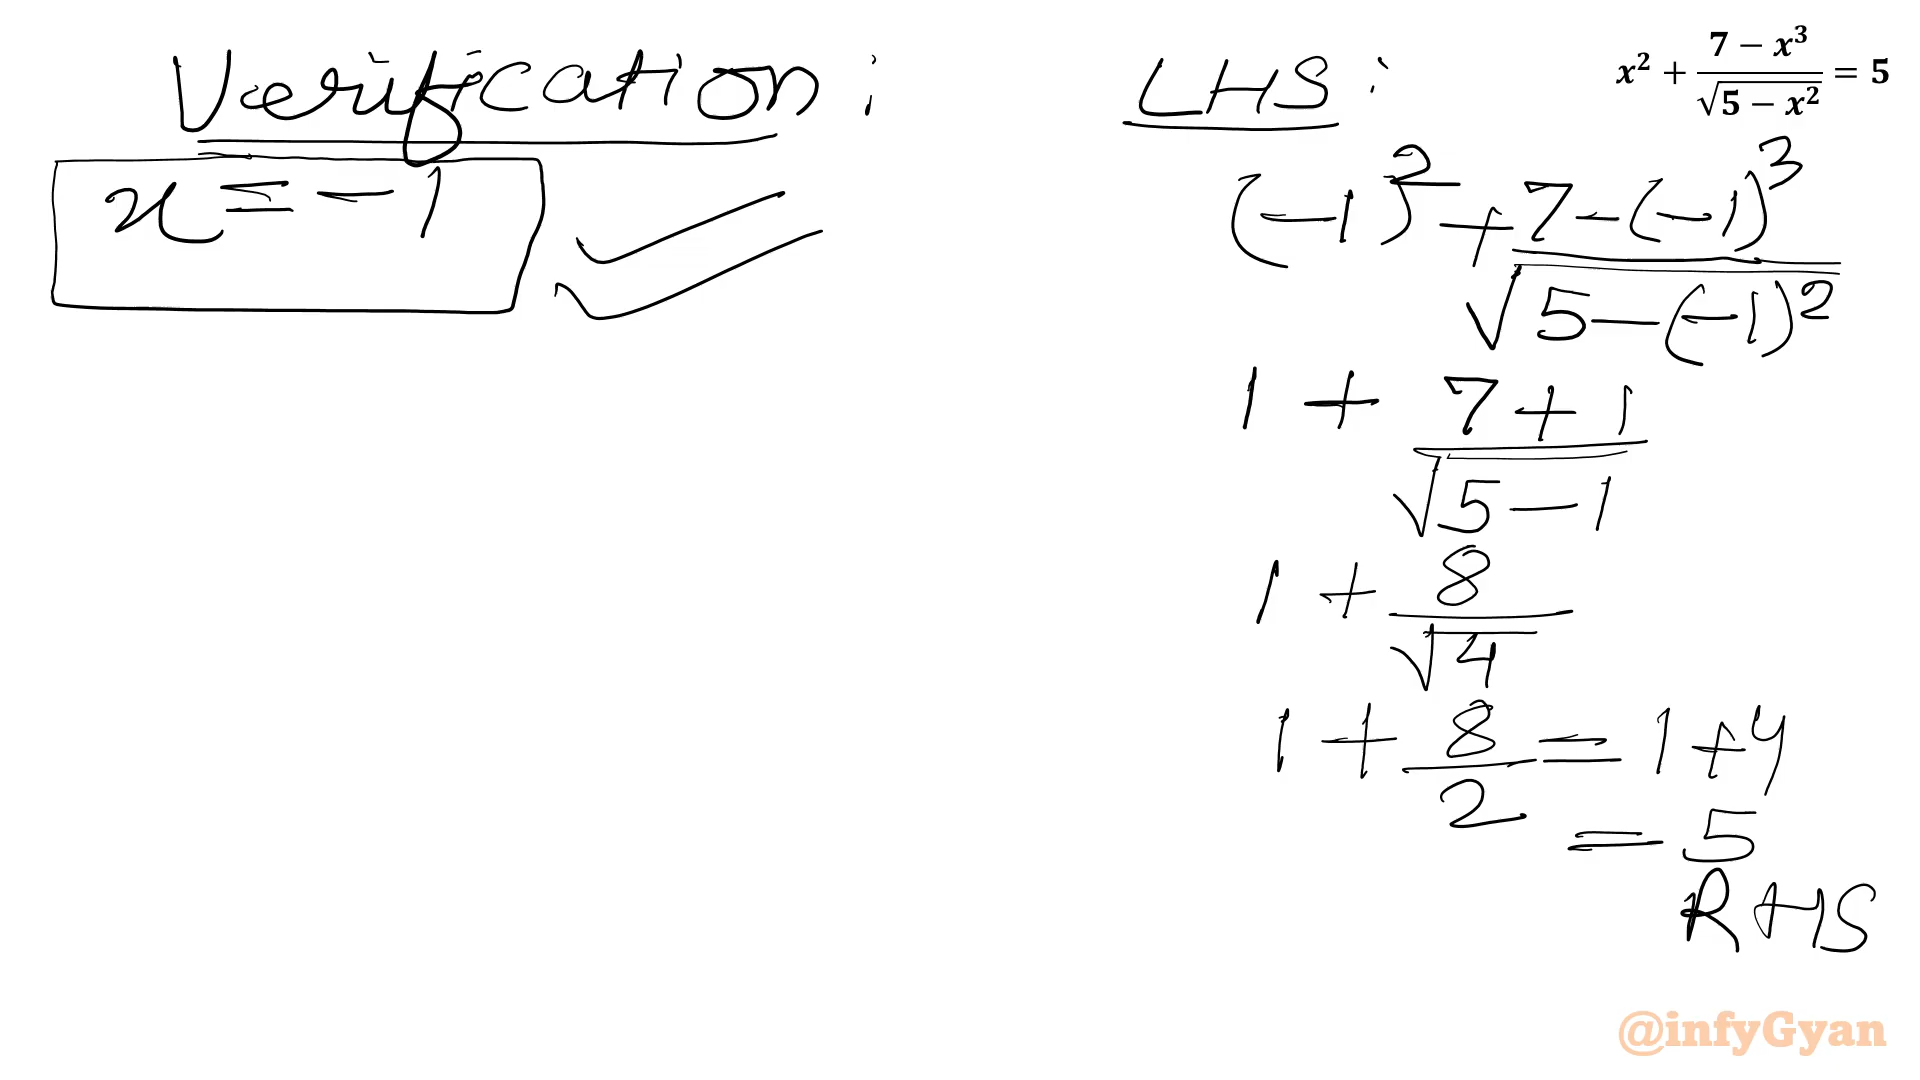 Verification :
x = -1
LHS :
x² + (7 − x³)/√(5 − x²) = 5
(-1)² + (7-(-1)³)/√(5-(-1)²)
1 + (7+1)/√(5-1)
1 + 8/√4
1 + 8/2 = 1+4
= 5
RHS
@infyGyan